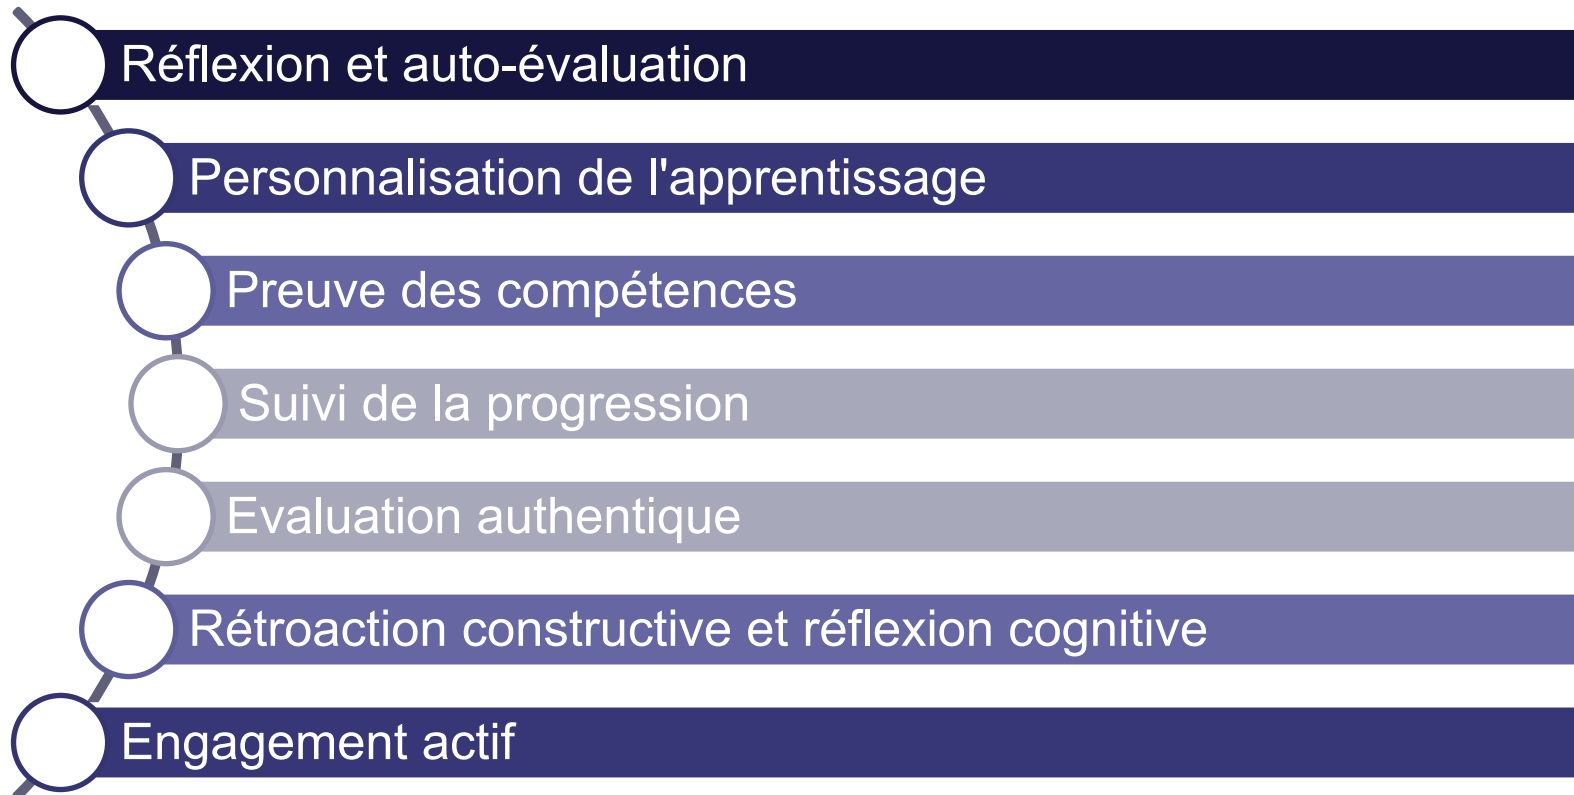 Réflexion et auto-évaluation
Personnalisation de l'apprentissage
Preuve des compétences
Suivi de la progression
Evaluation authentique
Rétroaction constructive et réflexion cognitive
Engagement actif